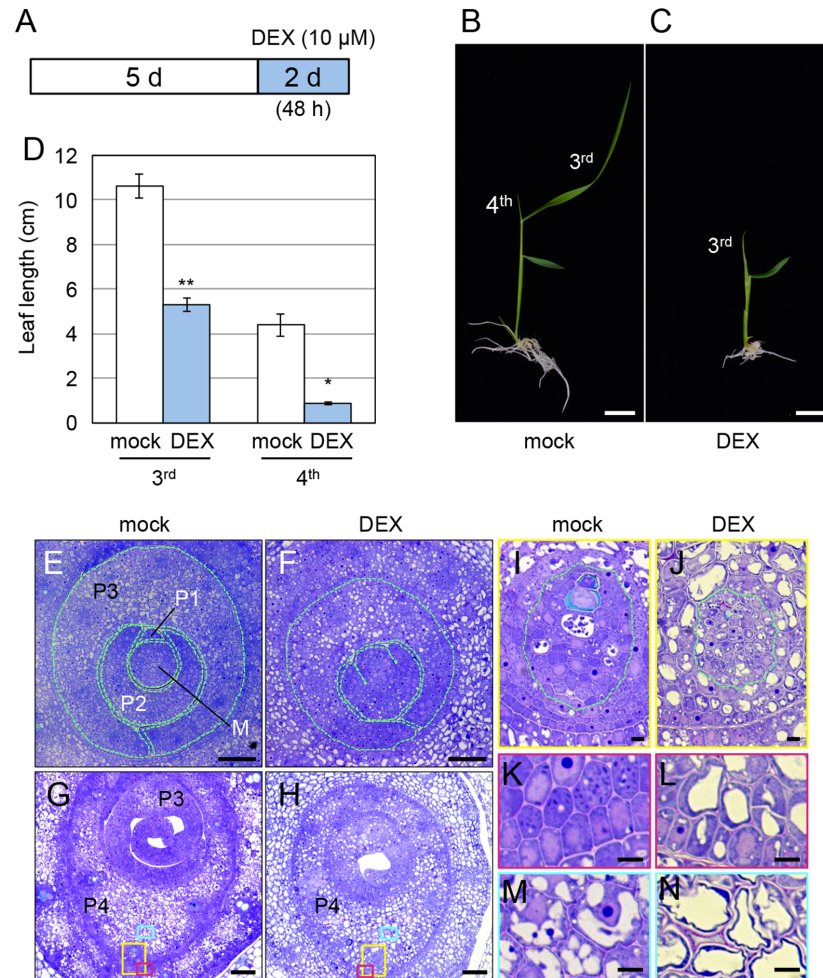 A
DEX (10 µM)
5 d
2 d
(48 h)
B
C
3rd
4th
3rd
mock
DEX
D
Leaf length (cm)
12
10
8
6
4
2
0
**
*
mock DEX
mock DEX
3rd
4th
mock
DEX
mock
DEX
E
P3
P1
P2
M
F
I
J
G
P3
P4
H
P4
K
L
M
N